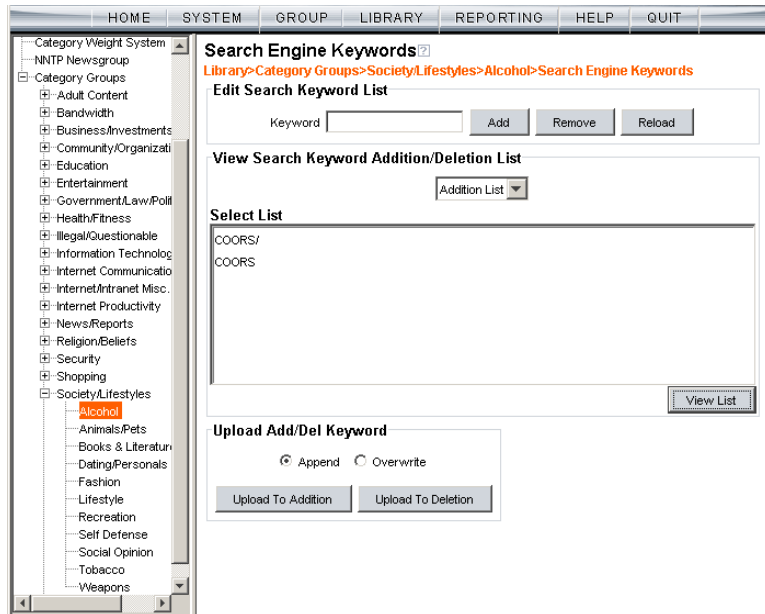 HOME SYSTEM GROUP LIBRARY REPORTING HELP QUIT
Category Weight System
NNTP Newsgroup
Category Groups
Adult Content
Bandwidth
Business/Investments
Community/Organizati
Education
Entertainment
Government/Law/Polit
Health/Fitness
Illegal/Questionable
Information Technolog
Internet Communicatio
Internet/Intranet Misc.
Internet Productivity
News/Reports
Religion/Beliefs
Security
Shopping
Society/Lifestyles
Alcohol
Animals/Pets
Books & Literatur
Dating/Personals
Fashion
Lifestyle
Recreation
Self Defense
Social Opinion
Tobacco
Weapons
Search Engine Keywords?
Library>Category Groups>Society/Lifestyles>Alcohol>Search Engine Keywords
Edit Search Keyword List
Keyword Add Remove Reload
View Search Keyword Addition/Deletion List
Addition List
Select List
COORS/
COORS
View List
Upload Add/Del Keyword
Append Overwrite
Upload To Addition Upload To Deletion